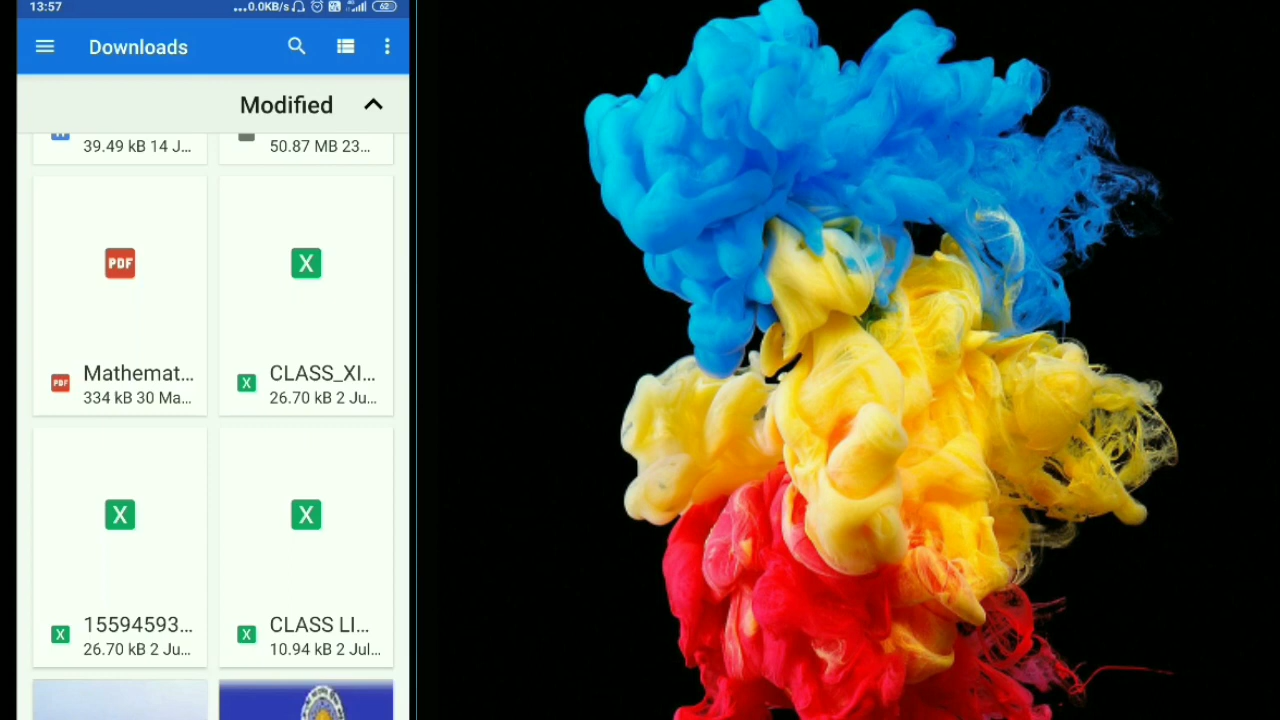 13:57
...0.0KB/s 62
Downloads
Modified
39.49 kB 14 J...
50.87 MB 23...
PDF
X
PDF
Mathemat...
334 kB 30 Ma...
X
CLASS_XI...
26.70 kB 2 Ju...
X
X
X
15594593...
26.70 kB 2 Ju...
X
CLASS LI...
10.94 kB 2 Jul...